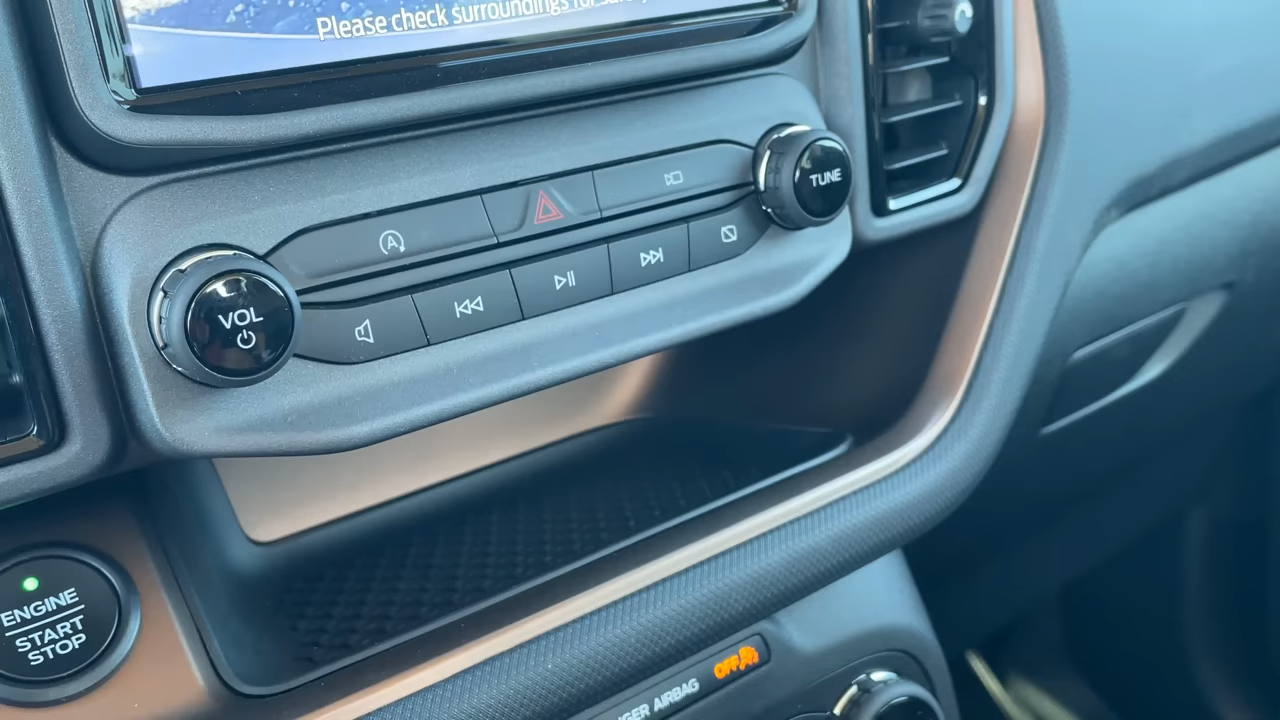 Please check surroundings for
TUNE
VOL
ENGINE
START
STOP
AIRBAG
OFF